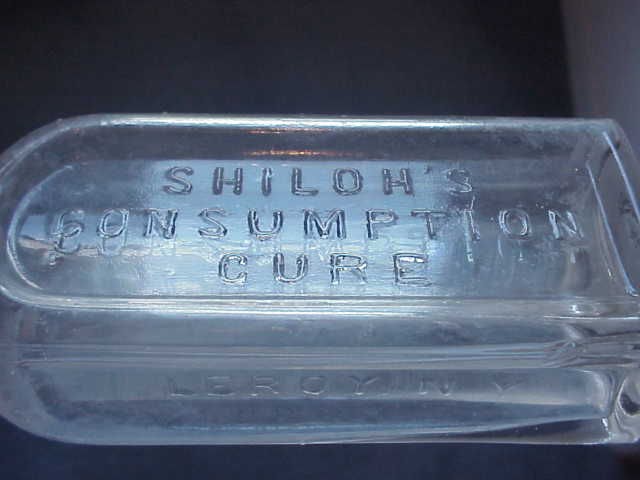 SHILOH'S
CONSUMPTION
CURE
LEROY N Y